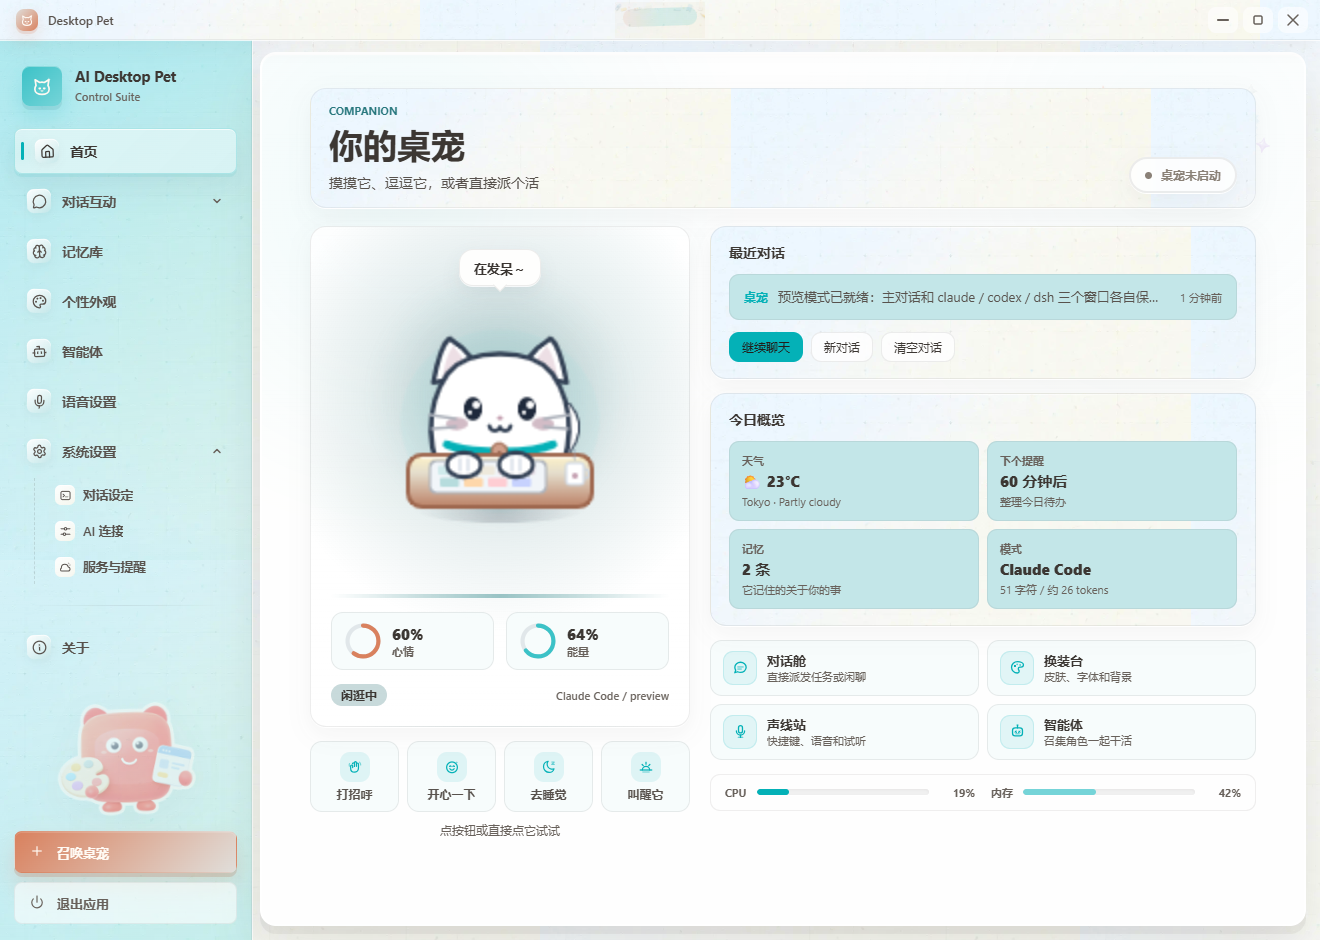 Desktop Pet
AI Desktop Pet
Control Suite
首页
对话互动
记忆库
个性外观
智能体
语音设置
系统设置
对话设定
AI 连接
服务与提醒
关于
召唤桌宠
退出应用
COMPANION
你的桌宠
摸摸它、逗逗它，或者直接派个活
桌宠未启动
在发呆~
60%
心情
64%
能量
闲逛中
Claude Code / preview
打招呼
开心一下
去睡觉
叫醒它
点按钮或直接点它试试
最近对话
桌宠 预览模式已就绪：主对话和 claude / codex / dsh 三个窗口各自保... 1 分钟前
继续聊天
新对话
清空对话
今日概览
天气
23°C
Tokyo · Partly cloudy
下个提醒
60 分钟后
整理今日待办
记忆
2 条
它记住的关于你的事
模式
Claude Code
51 字符 / 约 26 tokens
对话舱
直接派发任务或闲聊
换装台
皮肤、字体和背景
声线站
快捷键、语音和试听
智能体
召集角色一起干活
CPU 19% 内存 42%